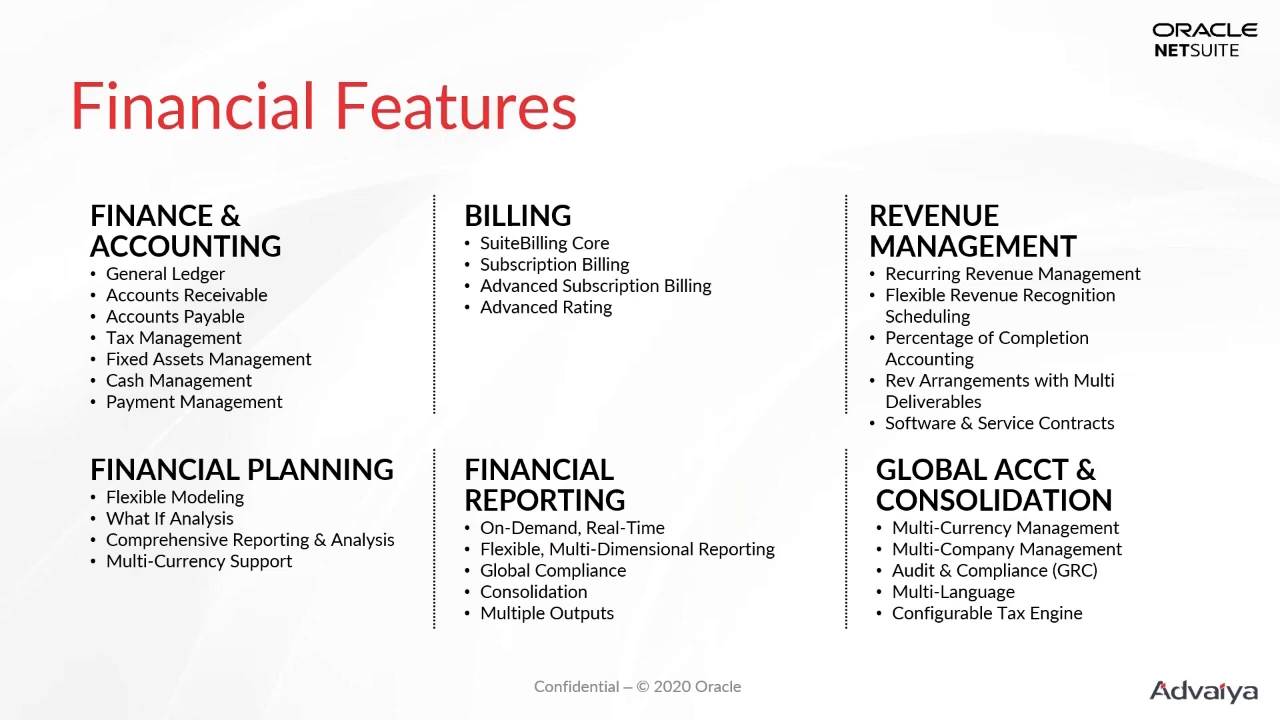 ORACLE
NETSUITE
Financial Features
FINANCE &
ACCOUNTING
• General Ledger
• Accounts Receivable
• Accounts Payable
• Tax Management
• Fixed Assets Management
• Cash Management
• Payment Management
BILLING
• SuiteBilling Core
• Subscription Billing
• Advanced Subscription Billing
• Advanced Rating
REVENUE
MANAGEMENT
• Recurring Revenue Management
• Flexible Revenue Recognition
Scheduling
• Percentage of Completion
Accounting
• Rev Arrangements with Multi
Deliverables
• Software & Service Contracts
FINANCIAL PLANNING
• Flexible Modeling
• What If Analysis
• Comprehensive Reporting & Analysis
• Multi-Currency Support
FINANCIAL
REPORTING
• On-Demand, Real-Time
• Flexible, Multi-Dimensional Reporting
• Global Compliance
• Consolidation
• Multiple Outputs
GLOBAL ACCT &
CONSOLIDATION
• Multi-Currency Management
• Multi-Company Management
• Audit & Compliance (GRC)
• Multi-Language
• Configurable Tax Engine
Confidential – © 2020 Oracle
Advaiya